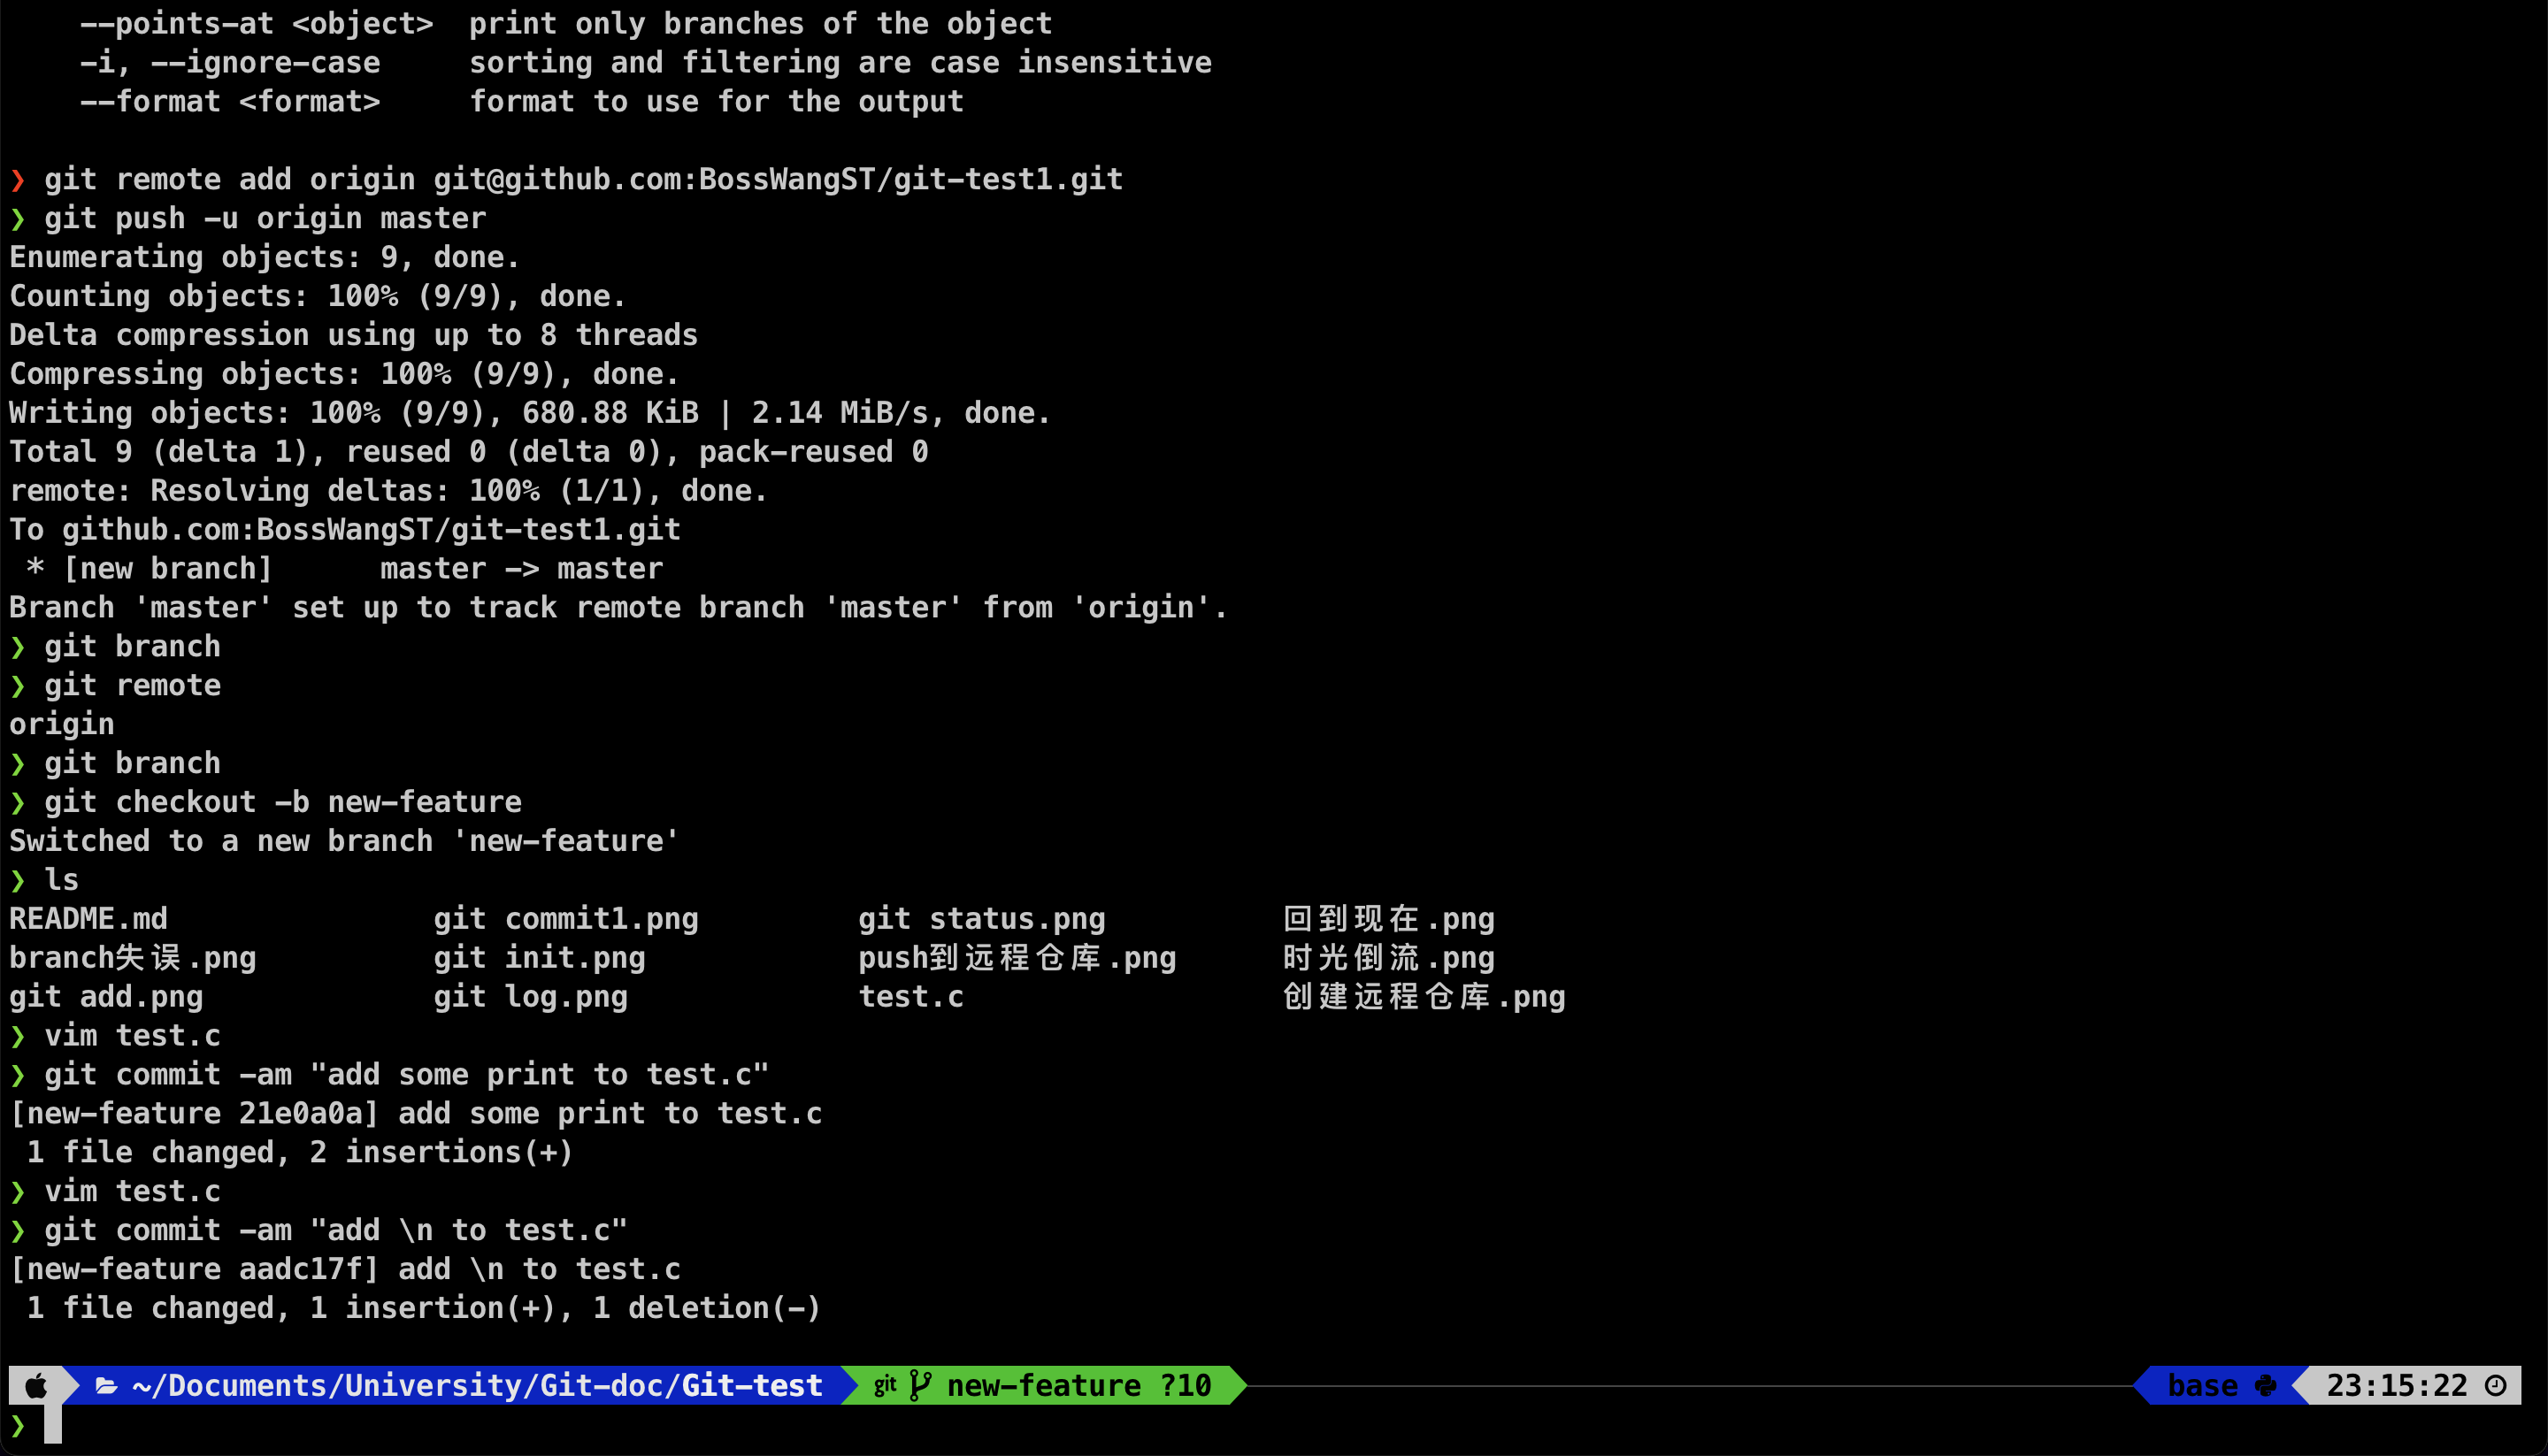 --points-at <object>  print only branches of the object
    -i, --ignore-case     sorting and filtering are case insensitive
    --format <format>     format to use for the output

❯ git remote add origin git@github.com:BossWangST/git-test1.git
❯ git push -u origin master
Enumerating objects: 9, done.
Counting objects: 100% (9/9), done.
Delta compression using up to 8 threads
Compressing objects: 100% (9/9), done.
Writing objects: 100% (9/9), 680.88 KiB | 2.14 MiB/s, done.
Total 9 (delta 1), reused 0 (delta 0), pack-reused 0
remote: Resolving deltas: 100% (1/1), done.
To github.com:BossWangST/git-test1.git
 * [new branch]      master -> master
Branch 'master' set up to track remote branch 'master' from 'origin'.
❯ git branch
❯ git remote
origin
❯ git branch
❯ git checkout -b new-feature
Switched to a new branch 'new-feature'
❯ ls
README.md               git commit1.png         git status.png          回到现在.png
branch失误.png          git init.png            push到远程仓库.png      时光倒流.png
git add.png             git log.png             test.c                  创建远程仓库.png
❯ vim test.c
❯ git commit -am "add some print to test.c"
[new-feature 21e0a0a] add some print to test.c
 1 file changed, 2 insertions(+)
❯ vim test.c
❯ git commit -am "add \n to test.c"
[new-feature aadc17f] add \n to test.c
 1 file changed, 1 insertion(+), 1 deletion(-)

~/Documents/University/Git-doc/Git-test git new-feature ?10 base 23:15:22
❯